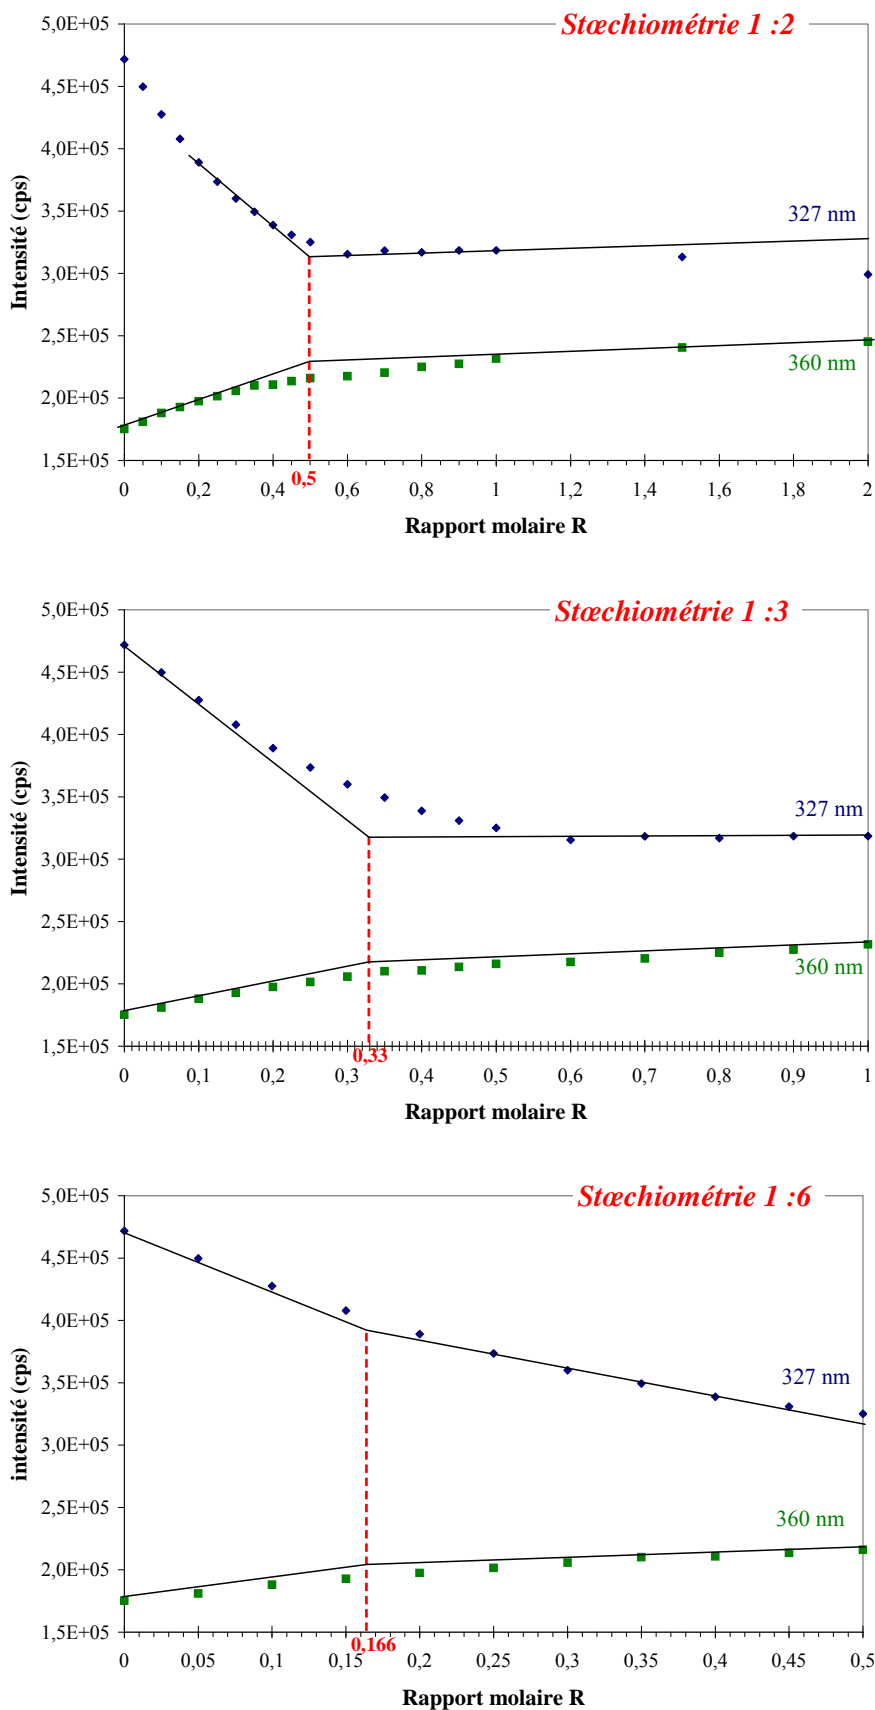 Stœchiométrie 1 :2
5,0E+05
4,5E+05
4,0E+05
3,5E+05
3,0E+05
2,5E+05
2,0E+05
1,5E+05
Intensité (cps)
327 nm
360 nm
0 0,2 0,4 0,6 0,8 1 1,2 1,4 1,6 1,8 2
0,5
Rapport molaire R
Stœchiométrie 1 :3
5,0E+05
4,5E+05
4,0E+05
3,5E+05
3,0E+05
2,5E+05
2,0E+05
1,5E+05
Intensité (cps)
327 nm
360 nm
0,33
0 0,1 0,2 0,3 0,4 0,5 0,6 0,7 0,8 0,9 1
Rapport molaire R
Stœchiométrie 1 :6
5,0E+05
4,5E+05
4,0E+05
3,5E+05
3,0E+05
2,5E+05
2,0E+05
1,5E+05
intensité (cps)
327 nm
360 nm
0,166
0 0,05 0,1 0,15 0,2 0,25 0,3 0,35 0,4 0,45 0,5
Rapport molaire R